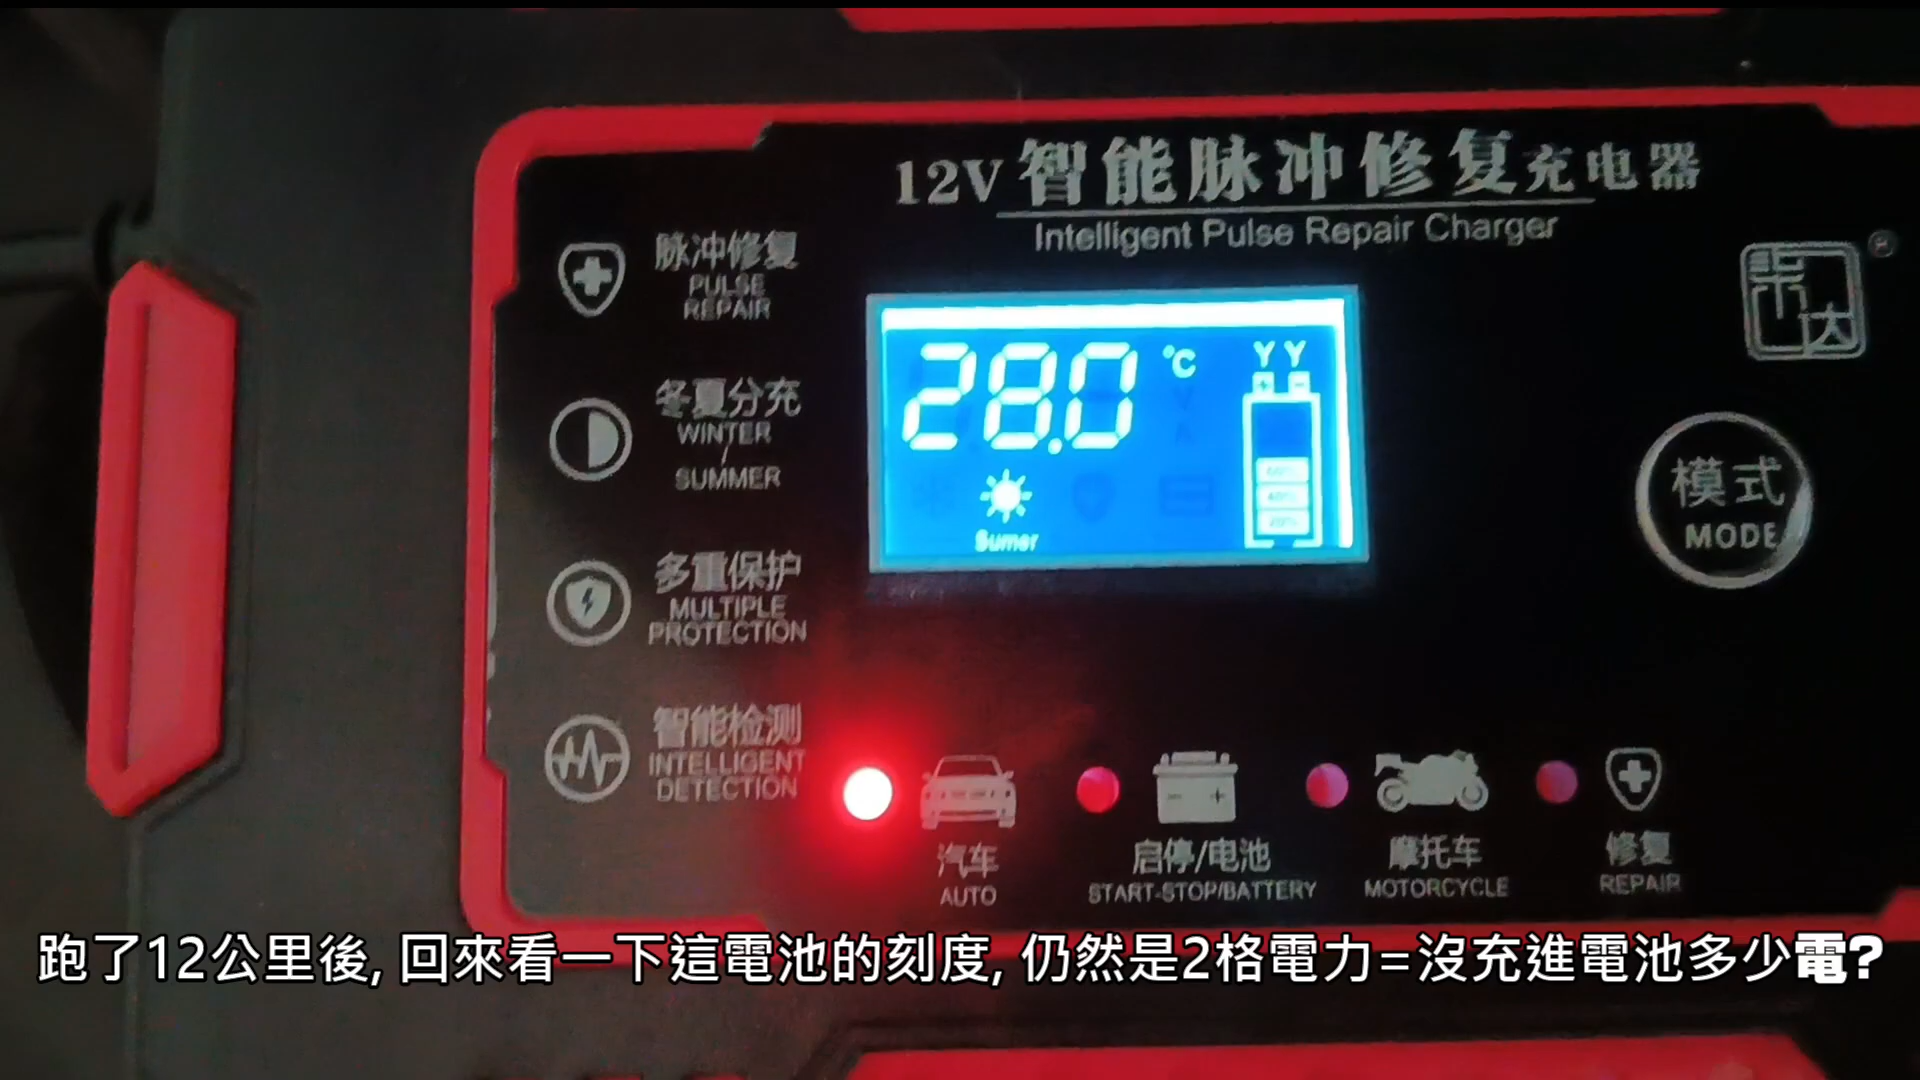 12V智能脉冲修复充电器
Intelligent Pulse Repair Charger
脉冲修复
PULSE
REPAIR
冬夏分充
WINTER
/
SUMMER
多重保护
MULTIPLE
PROTECTION
智能检测
INTELLIGENT
DETECTION
28.0 °C
Sumer
60%
40%
20%
模式
MODE
汽车
AUTO
启停/电池
START-STOP/BATTERY
摩托车
MOTORCYCLE
修复
REPAIR
跑了12公里後, 回來看一下這電池的刻度, 仍然是2格電力=沒充進電池多少電?